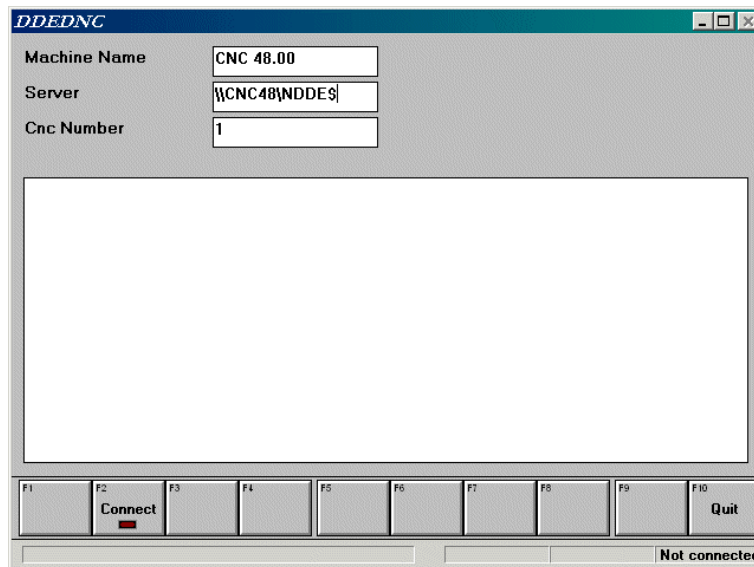 DDEDNC
Machine Name CNC 48.00
Server \\CNC48\NDDE$
Cnc Number 1
F1 F2 F3 F4 F5 F6 F7 F8 F9 F10
Connect Quit
Not connected